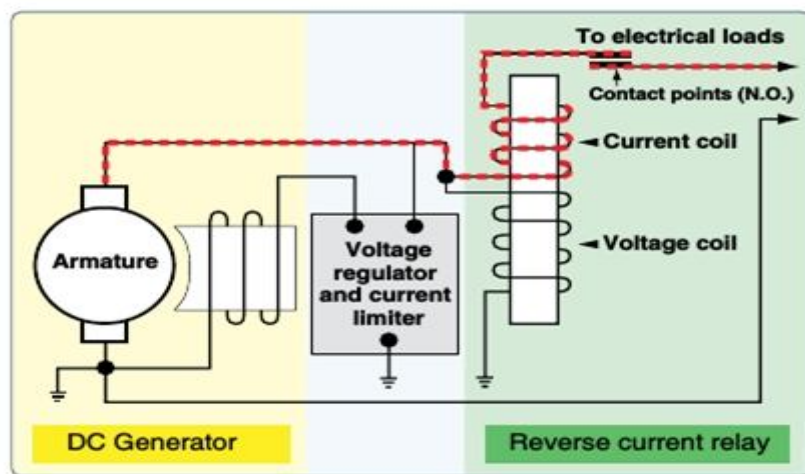 To electrical loads
Contact points (N.O.)
Current coil
Armature
Voltage
regulator
and current
limiter
Voltage coil
DC Generator
Reverse current relay